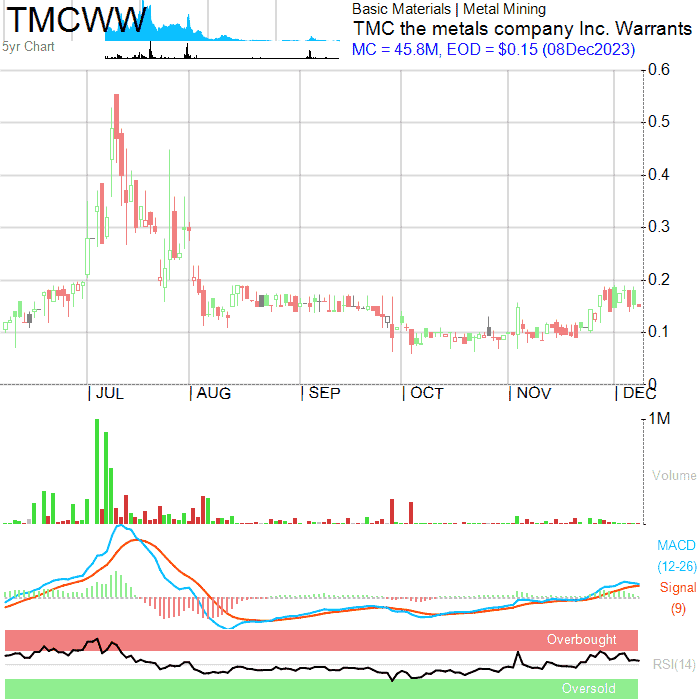 TMCWW
5yr Chart
Basic Materials | Metal Mining
TMC the metals company Inc. Warrants
MC = 45.8M, EOD = $0.15 (08Dec2023)
0.6
0.5
0.4
0.3
0.2
0.1
0
JUL AUG SEP OCT NOV DEC
1M
Volume
MACD
(12-26)
Signal
(9)
Overbought
RSI(14)
Oversold